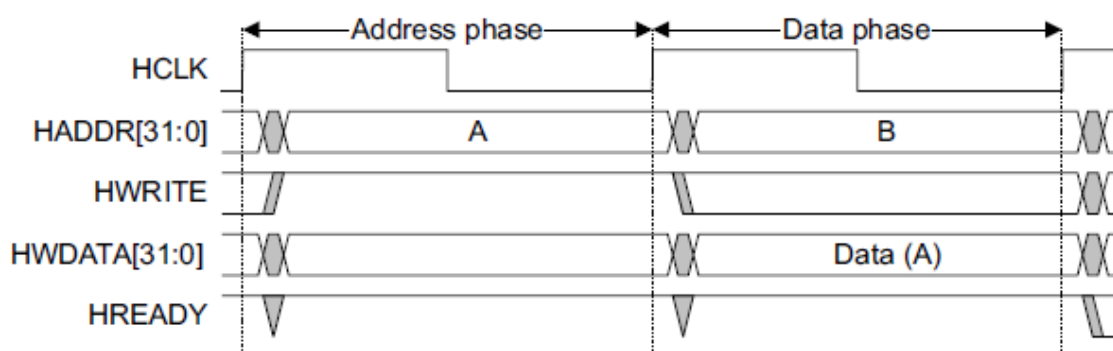 Address phase Data phase
HCLK
HADDR[31:0] A B
HWRITE
HWDATA[31:0] Data (A)
HREADY